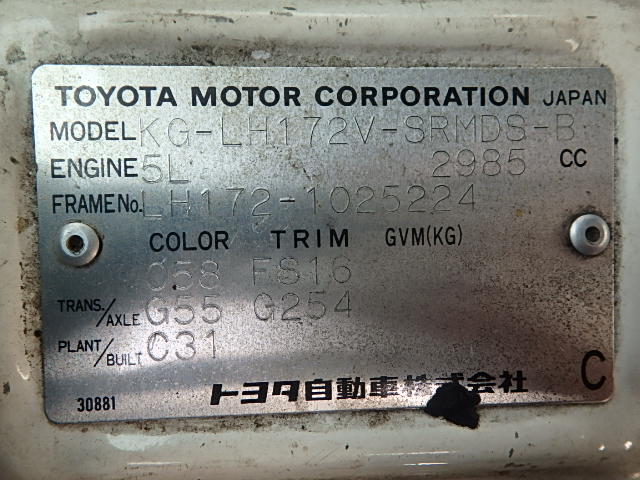 TOYOTA MOTOR CORPORATION JAPAN
MODEL KG-LH172V-SRMDS-B
ENGINE 5L 2985 CC
FRAME No. LH172-1025224
COLOR TRIM GVM(KG)
058 FS16
TRANS./AXLE G55 G254
PLANT/BUILT C31
トヨタ自動車株式会社 C
30881